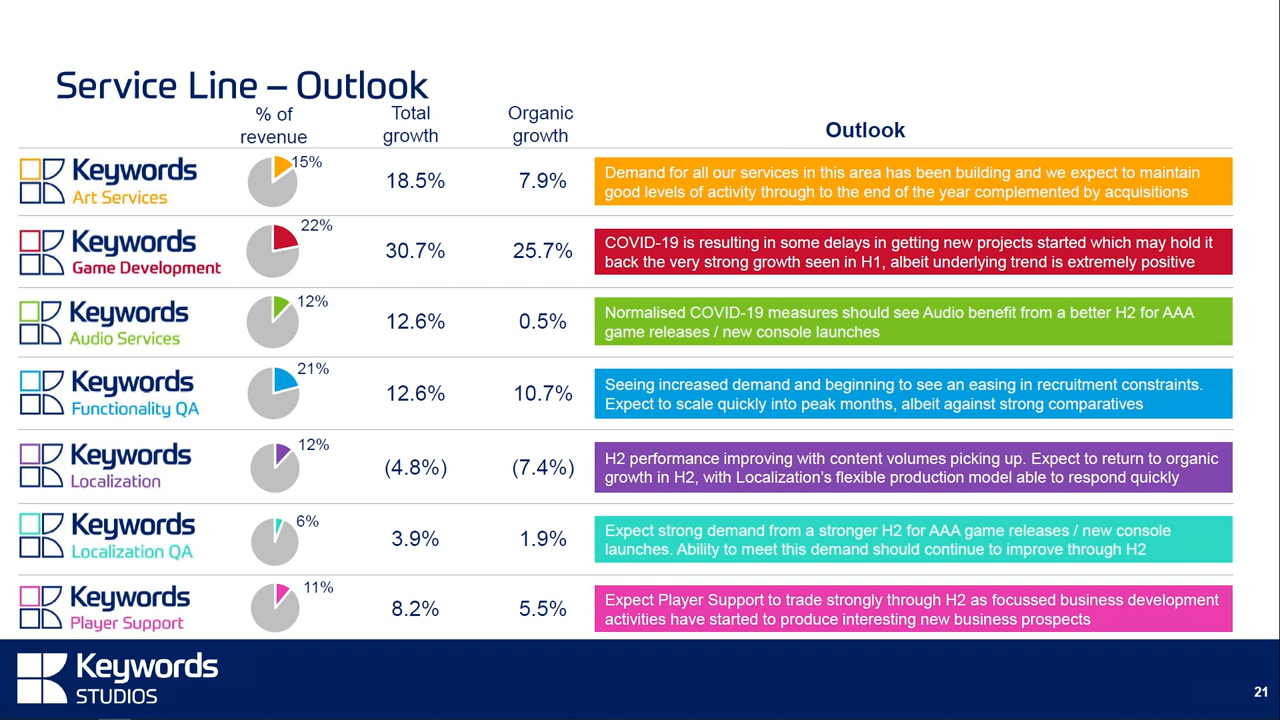 Service Line – Outlook
% of
revenue
Total
growth
Organic
growth
Outlook
Keywords
Art Services
15%
18.5%
7.9%
Demand for all our services in this area has been building and we expect to maintain
good levels of activity through to the end of the year complemented by acquisitions
Keywords
Game Development
22%
30.7%
25.7%
COVID-19 is resulting in some delays in getting new projects started which may hold it
back the very strong growth seen in H1, albeit underlying trend is extremely positive
Keywords
Audio Services
12%
12.6%
0.5%
Normalised COVID-19 measures should see Audio benefit from a better H2 for AAA
game releases / new console launches
Keywords
Functionality QA
21%
12.6%
10.7%
Seeing increased demand and beginning to see an easing in recruitment constraints.
Expect to scale quickly into peak months, albeit against strong comparatives
Keywords
Localization
12%
(4.8%)
(7.4%)
H2 performance improving with content volumes picking up. Expect to return to organic
growth in H2, with Localization's flexible production model able to respond quickly
Keywords
Localization QA
6%
3.9%
1.9%
Expect strong demand from a stronger H2 for AAA game releases / new console
launches. Ability to meet this demand should continue to improve through H2
Keywords
Player Support
11%
8.2%
5.5%
Expect Player Support to trade strongly through H2 as focussed business development
activities have started to produce interesting new business prospects
Keywords
STUDIOS
21